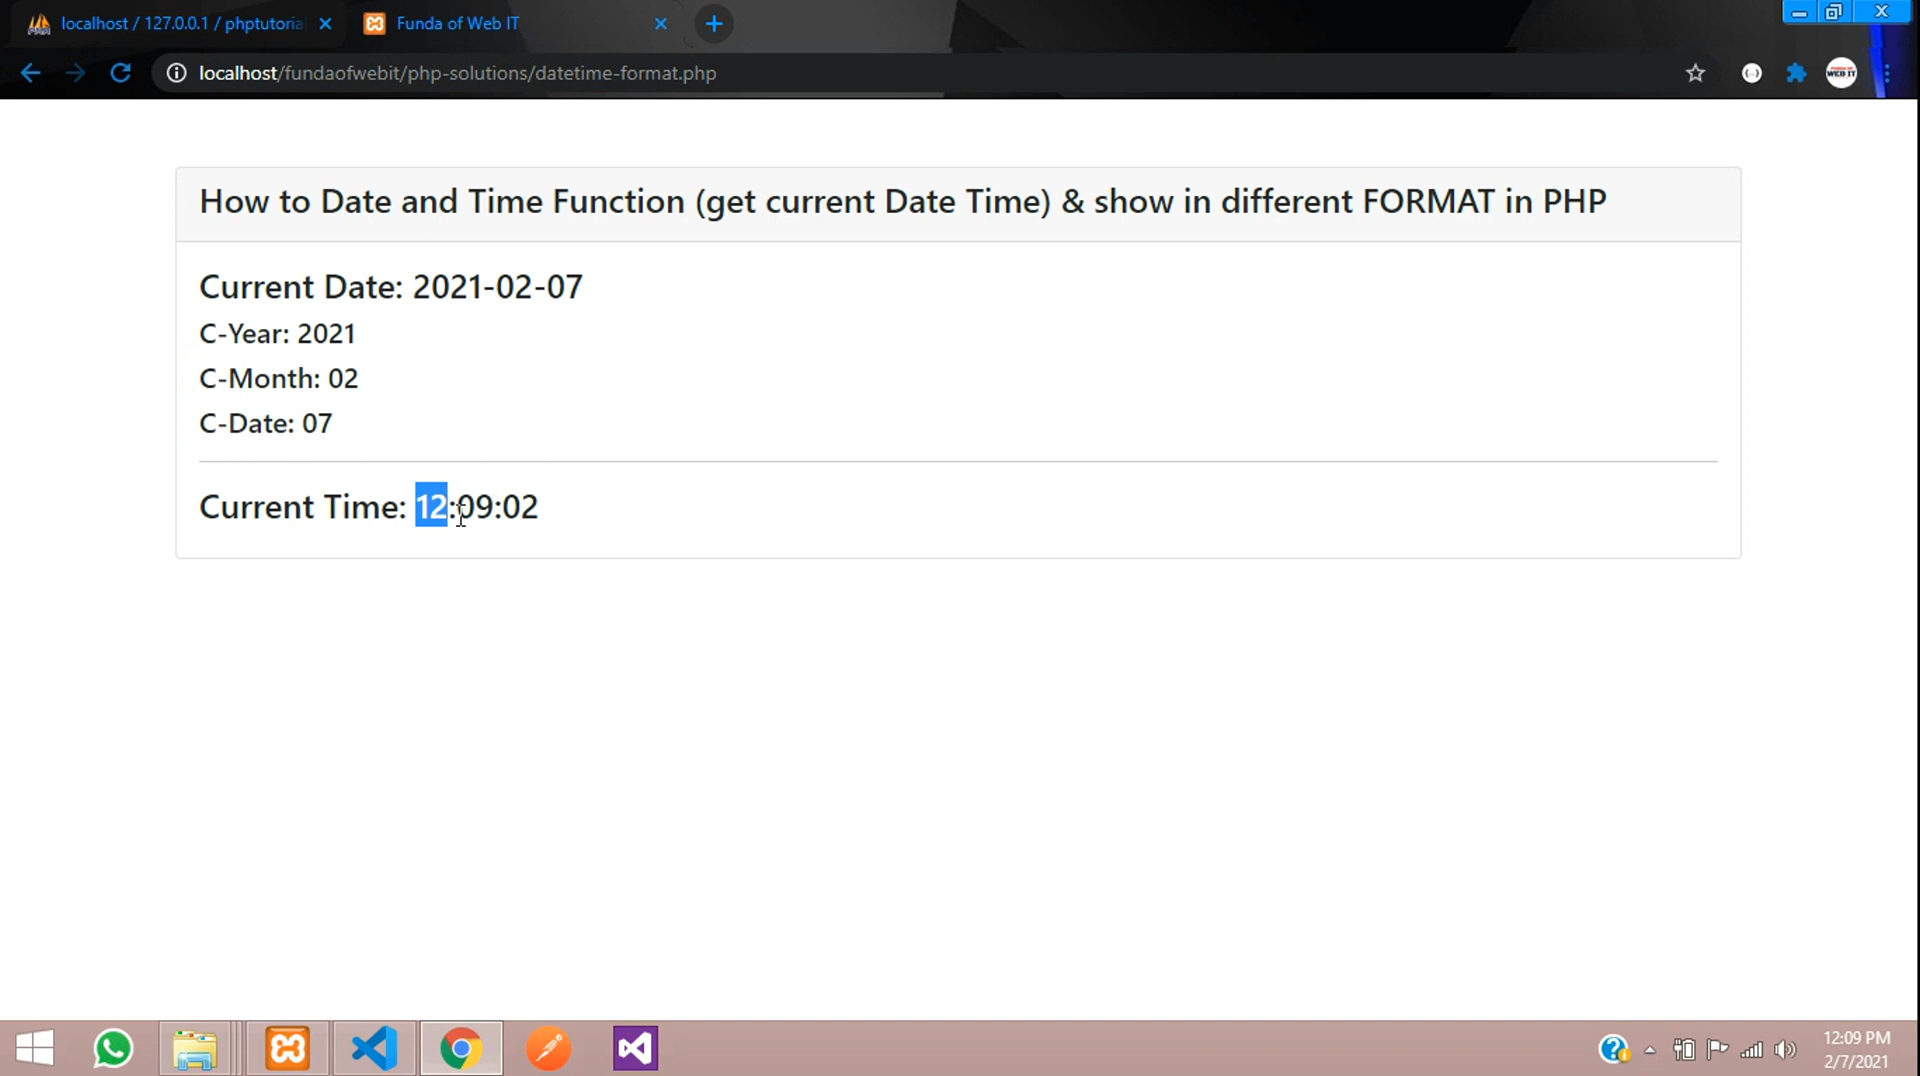 localhost / 127.0.0.1 / phptutoria
Funda of Web IT
localhost/fundaofwebit/php-solutions/datetime-format.php
WEB IT
How to Date and Time Function (get current Date Time) & show in different FORMAT in PHP
Current Date: 2021-02-07
C-Year: 2021
C-Month: 02
C-Date: 07
Current Time: 12:09:02
12:09 PM
2/7/2021